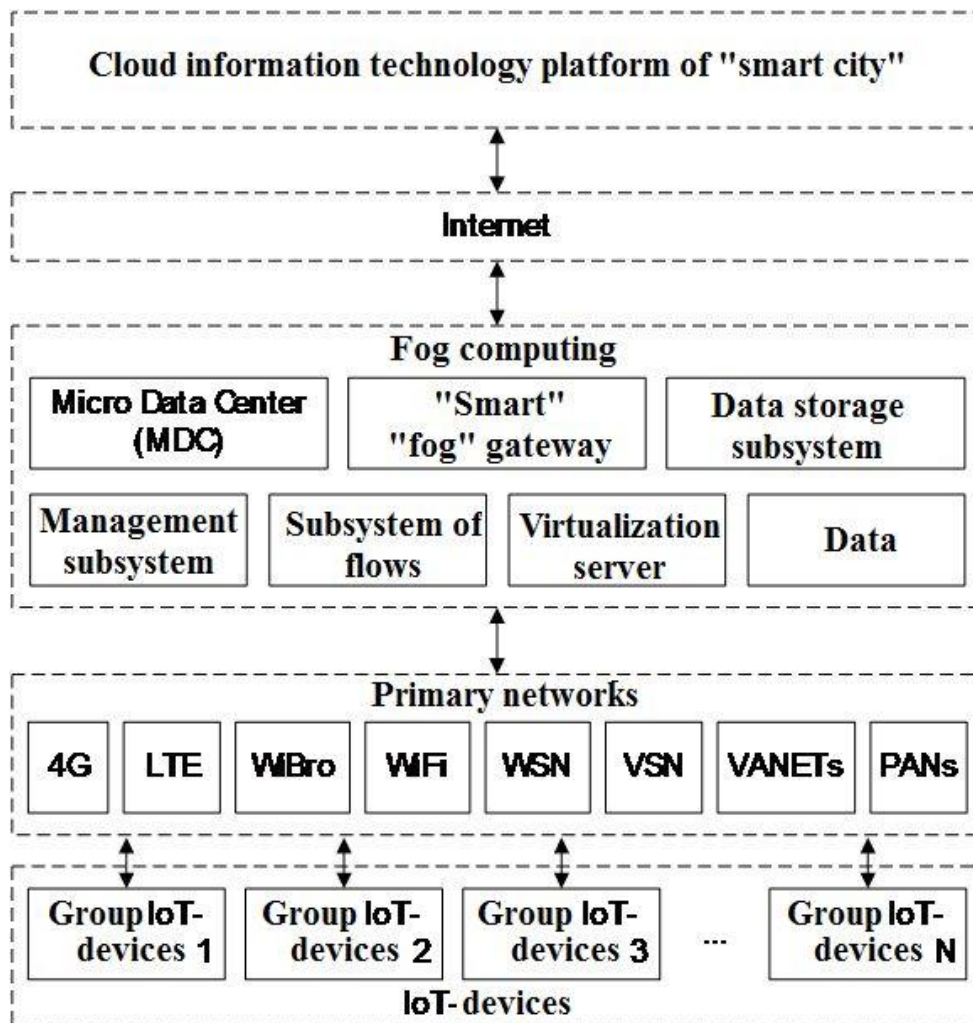 Cloud information technology platform of "smart city"
Internet
Fog computing
Micro Data Center
(MDC)
"Smart"
"fog" gateway
Data storage
subsystem
Management
subsystem
Subsystem of
flows
Virtualization
server
Data
Primary networks
4G
LTE
WiBro
WiFi
WSN
VSN
VANETs
PANs
Group IoT-
devices 1
Group IoT-
devices 2
Group IoT-
devices 3
...
Group IoT-
devices N
IoT-devices